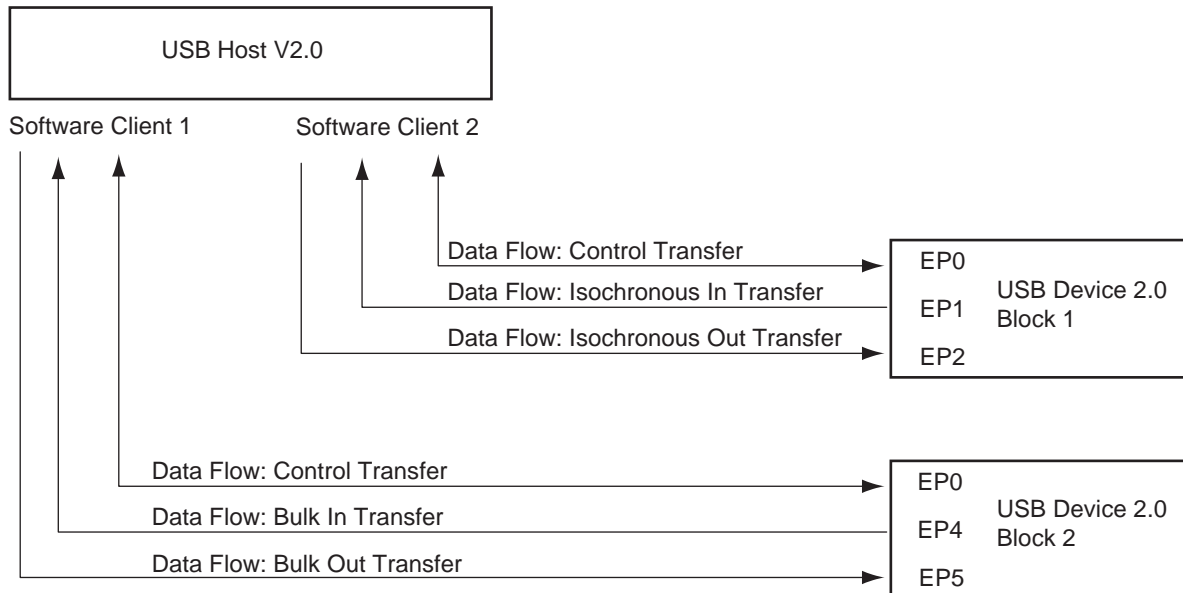 USB Host V2.0
Software Client 1
Software Client 2
Data Flow: Control Transfer
Data Flow: Isochronous In Transfer
Data Flow: Isochronous Out Transfer
EP0
EP1
EP2
USB Device 2.0
Block 1
Data Flow: Control Transfer
Data Flow: Bulk In Transfer
Data Flow: Bulk Out Transfer
EP0
EP4
EP5
USB Device 2.0
Block 2